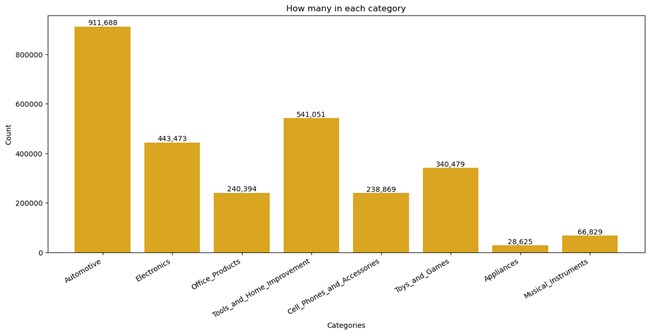 How many in each category
911,688
443,473
240,394
541,051
238,869
340,479
28,625
66,829
800000
600000
400000
200000
0
Count
Automotive
Electronics
Office_Products
Tools_and_Home_Improvement
Cell_Phones_and_Accessories
Toys_and_Games
Appliances
Musical_Instruments
Categories